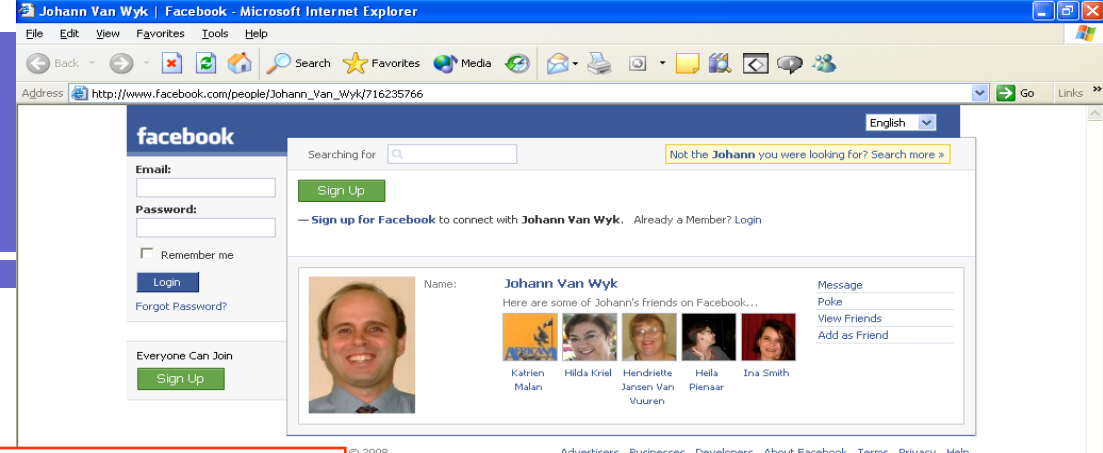 Johann Van Wyk | Facebook - Microsoft Internet Explorer
File Edit View Favorites Tools Help
Back Search Favorites Media
Address http://www.facebook.com/people/Johann_Van_Wyk/716235766 Go Links »
English
facebook
Searching for
Not the Johann you were looking for? Search more »
Email:
Password:
Remember me
Login
Forgot Password?
Everyone Can Join
Sign Up
Sign Up
— Sign up for Facebook to connect with Johann Van Wyk. Already a Member? Login
Name: Johann Van Wyk
Here are some of Johann's friends on Facebook...
Katrien Malan
Hilda Kriel
Hendriette Jansen Van Vuuren
Heila Pienaar
Ina Smith
Message
Poke
View Friends
Add as Friend
© 2008
Advertisers Businesses Developers About Facebook Terms Privacy Help